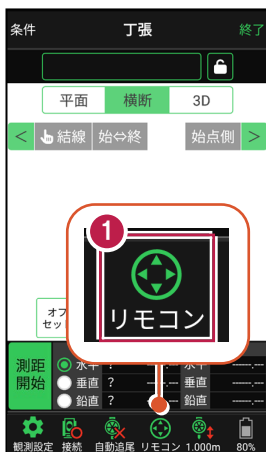 条件 丁張 終了
平面 横断 3D
< 結線 始⇔終 始点側 >
1
リモコン
オフ
セッ
測距
開始
水平 ? --.--- 水平 --.---
垂直 ? --.--- 垂直 --.---
鉛直 ? --.--- 鉛直 --.---
観測設定 接続 自動追尾 リモコン 1.000m 80%